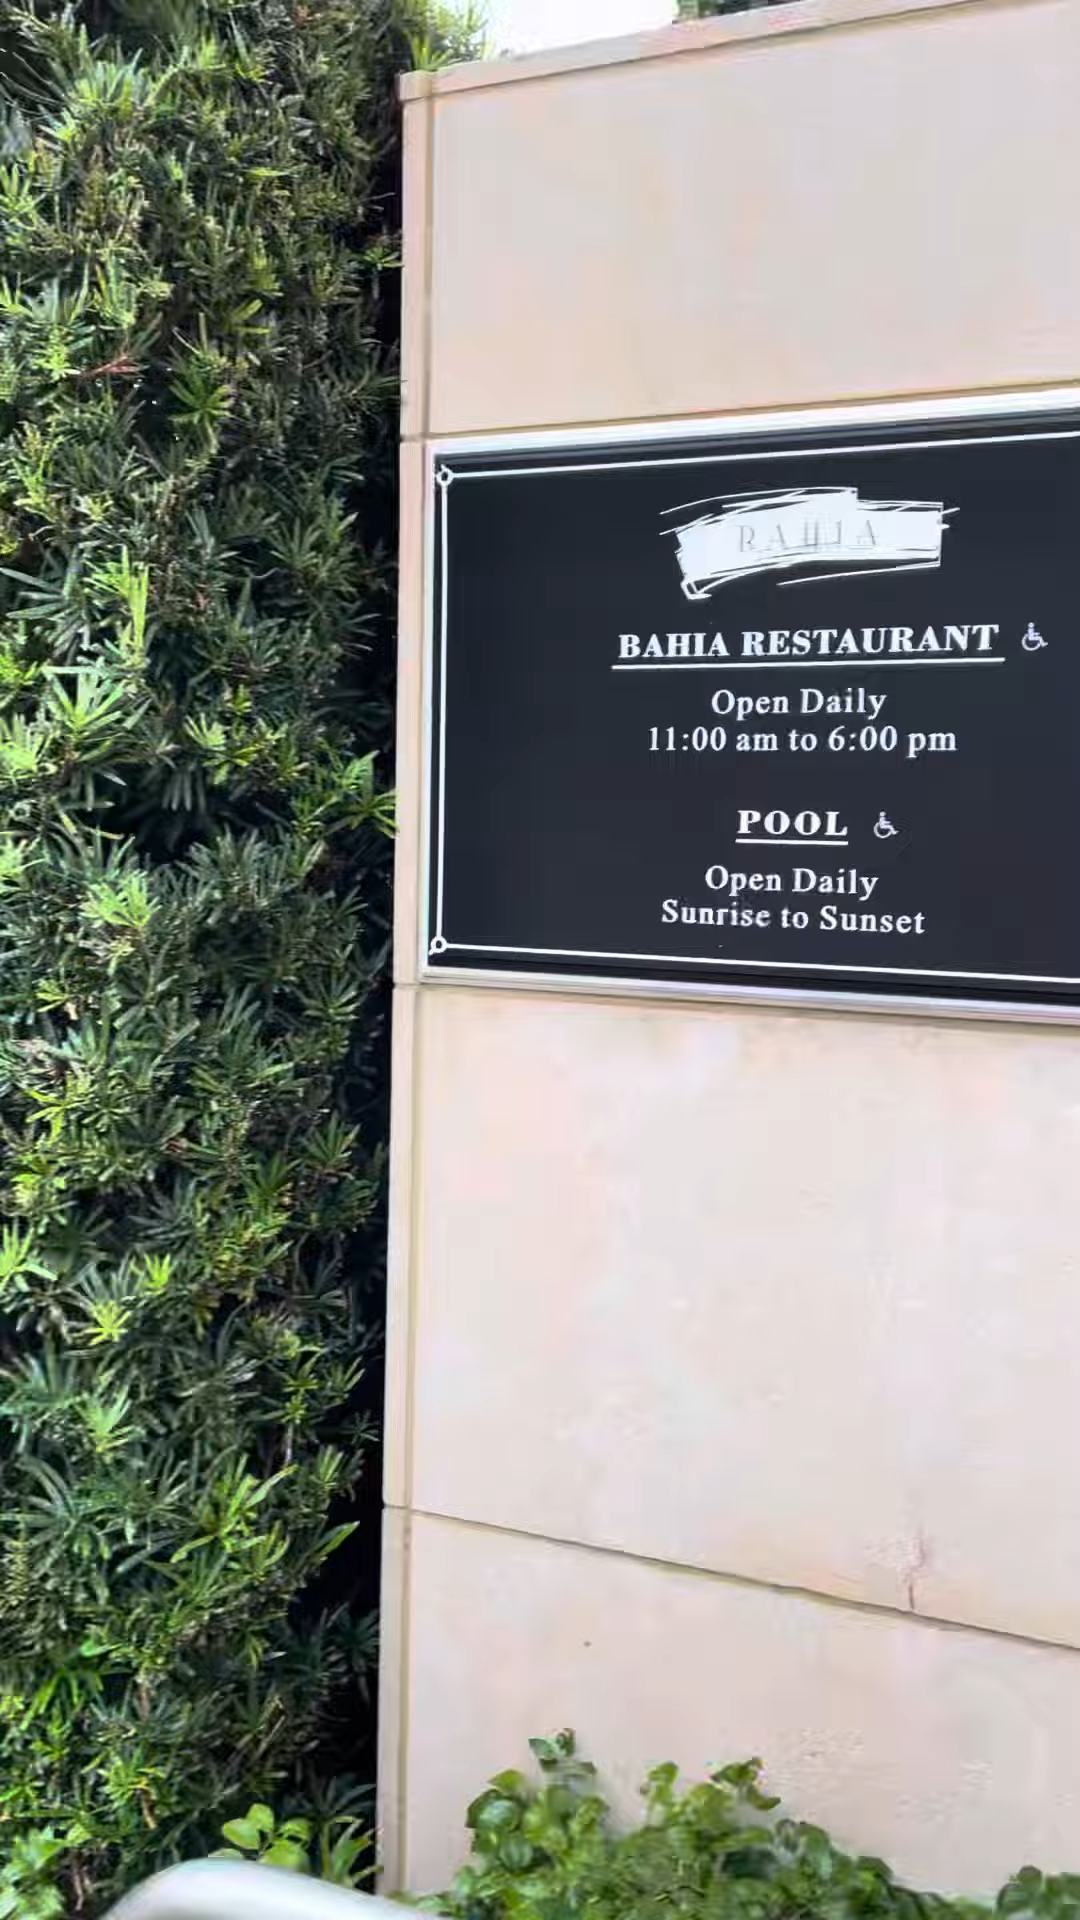 BAHIA
BAHIA RESTAURANT
Open Daily
11:00 am to 6:00 pm
POOL
Open Daily
Sunrise to Sunset